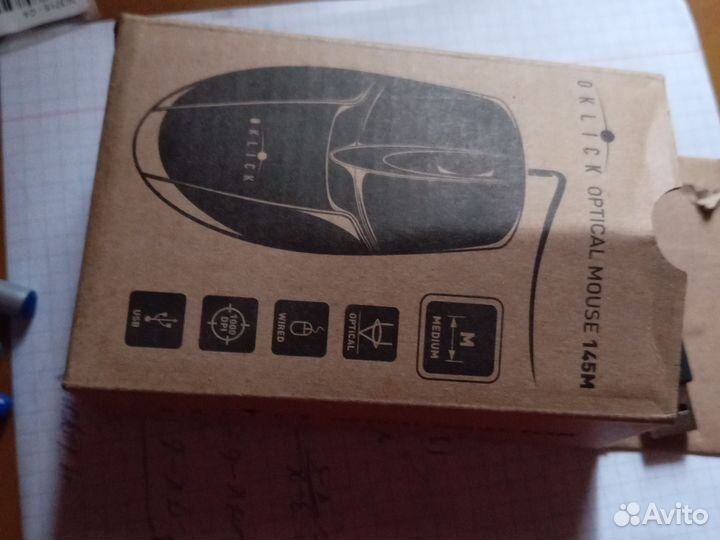 OKLICK OPTICAL MOUSE 145M
OKLICK
M
MEDIUM
OPTICAL
WIRED
1000
DPI
USB
Avito